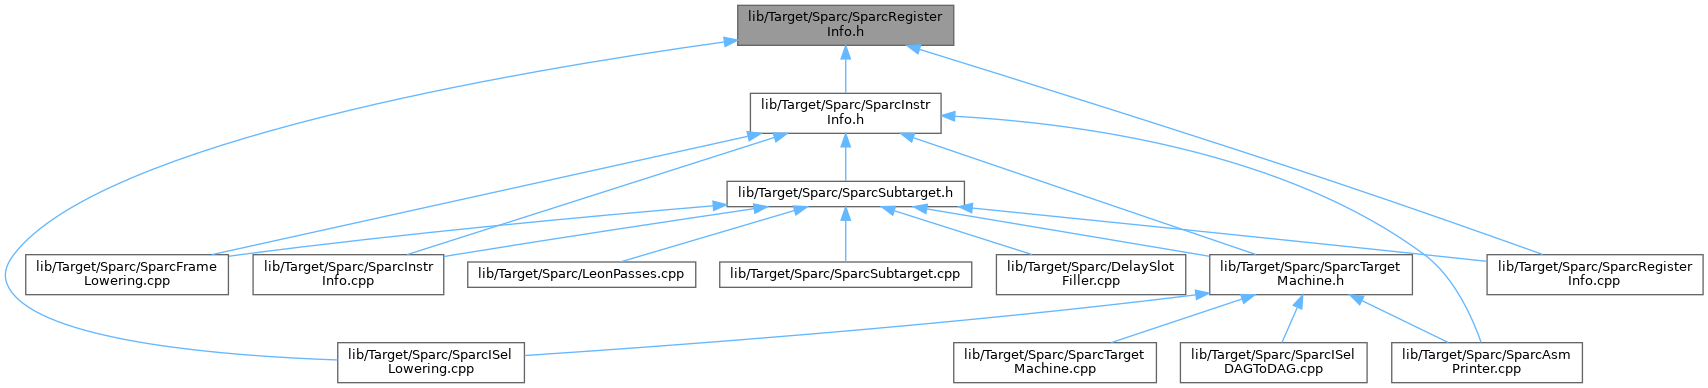 lib/Target/Sparc/SparcRegister
Info.h
lib/Target/Sparc/SparcInstr
Info.h
lib/Target/Sparc/SparcSubtarget.h
lib/Target/Sparc/SparcFrame
Lowering.cpp
lib/Target/Sparc/SparcInstr
Info.cpp
lib/Target/Sparc/LeonPasses.cpp
lib/Target/Sparc/SparcSubtarget.cpp
lib/Target/Sparc/DelaySlot
Filler.cpp
lib/Target/Sparc/SparcTarget
Machine.h
lib/Target/Sparc/SparcRegister
Info.cpp
lib/Target/Sparc/SparcISel
Lowering.cpp
lib/Target/Sparc/SparcTarget
Machine.cpp
lib/Target/Sparc/SparcISel
DAGToDAG.cpp
lib/Target/Sparc/SparcAsm
Printer.cpp